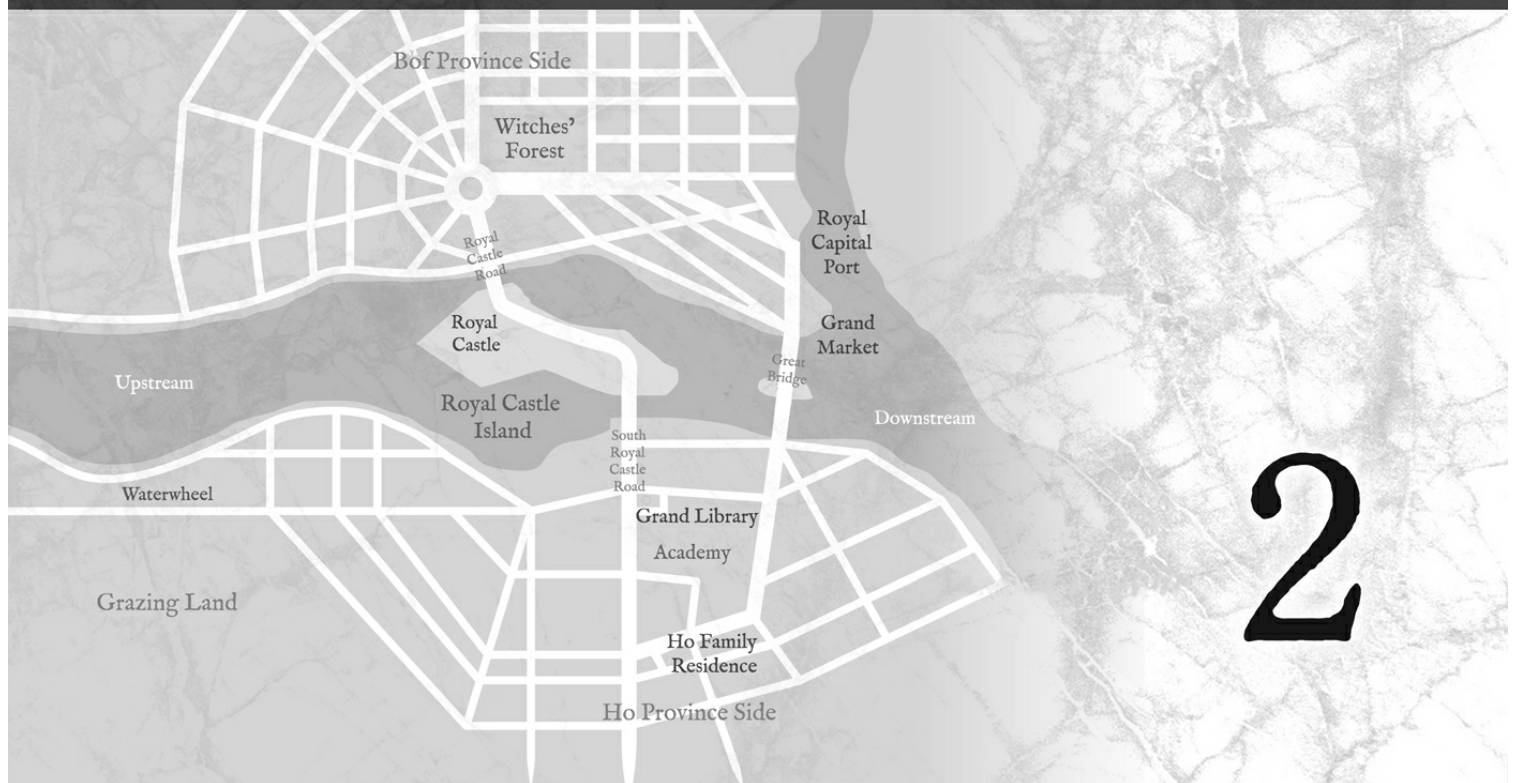 Bof Province Side
Witches’
Forest
Royal
Capital
Port
Royal
Castle
Road
Royal
Castle
Grand
Market
Great
Bridge
Upstream
Royal Castle
Island
Downstream
South
Royal
Castle
Road
Waterwheel
Grand Library
Academy
Grazing Land
Ho Family
Residence
Ho Province Side
2